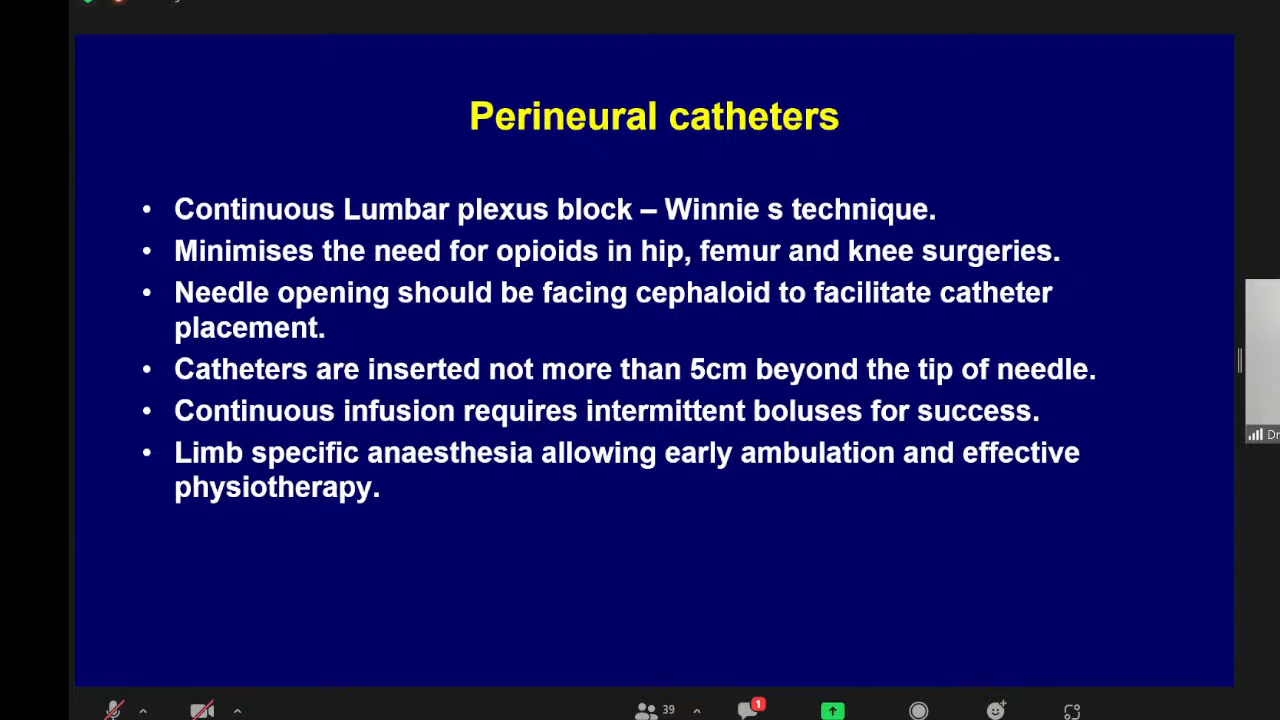 Perineural catheters
• Continuous Lumbar plexus block – Winnie s technique.
• Minimises the need for opioids in hip, femur and knee surgeries.
• Needle opening should be facing cephaloid to facilitate catheter
placement.
• Catheters are inserted not more than 5cm beyond the tip of needle.
• Continuous infusion requires intermittent boluses for success.
• Limb specific anaesthesia allowing early ambulation and effective
physiotherapy.
Dr
39
1